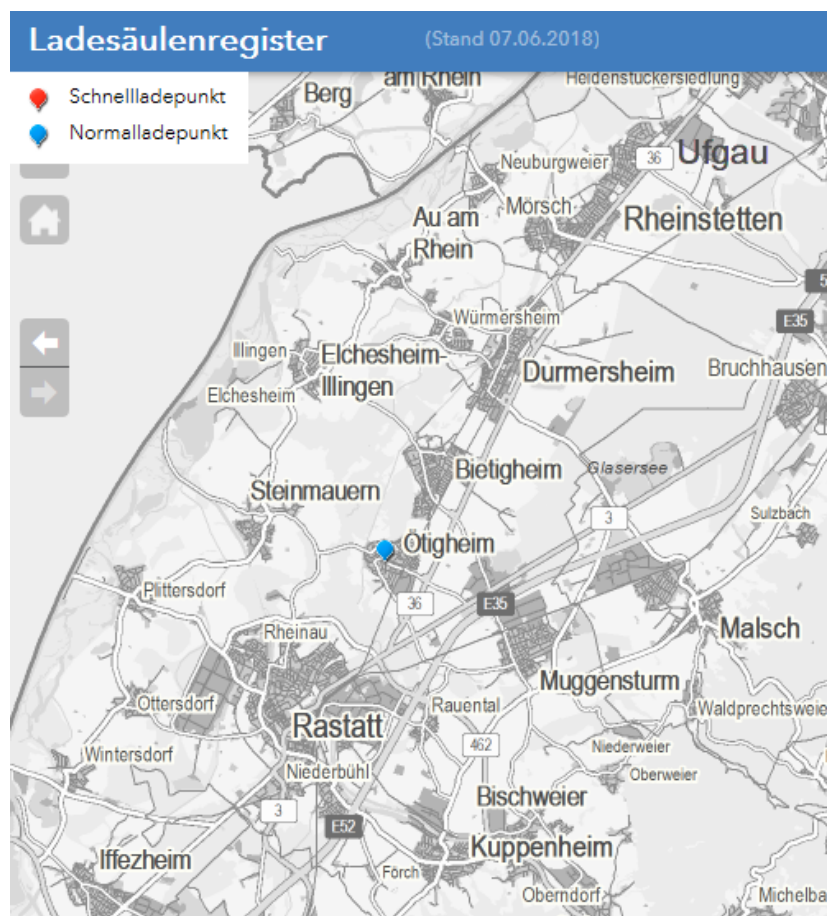 Ladesäulenregister
(Stand 07.06.2018)
Schnellladepunkt
Normalladepunkt
am Rhein
Berg
Heidenstückersiedlung
Neuburgweier
36
Ufgau
Mörsch
Au am
Rhein
Rheinstetten
5
E35
Würmersheim
Illingen
Elchesheim-
Illingen
Durmersheim
Bruchhausen
Elchesheim
Bietigheim
Glasersee
Steinmauern
3
Sulzbach
Ötigheim
Plittersdorf
36
E35
Malsch
Rheinau
Muggensturm
Ottersdorf
Rauental
Waldprechtsweie
Rastatt
462
Niederweier
Wintersdorf
Niederbühl
Oberweier
Bischweier
3
E52
Kuppenheim
Iffezheim
Förch
Oberndorf
Michelba